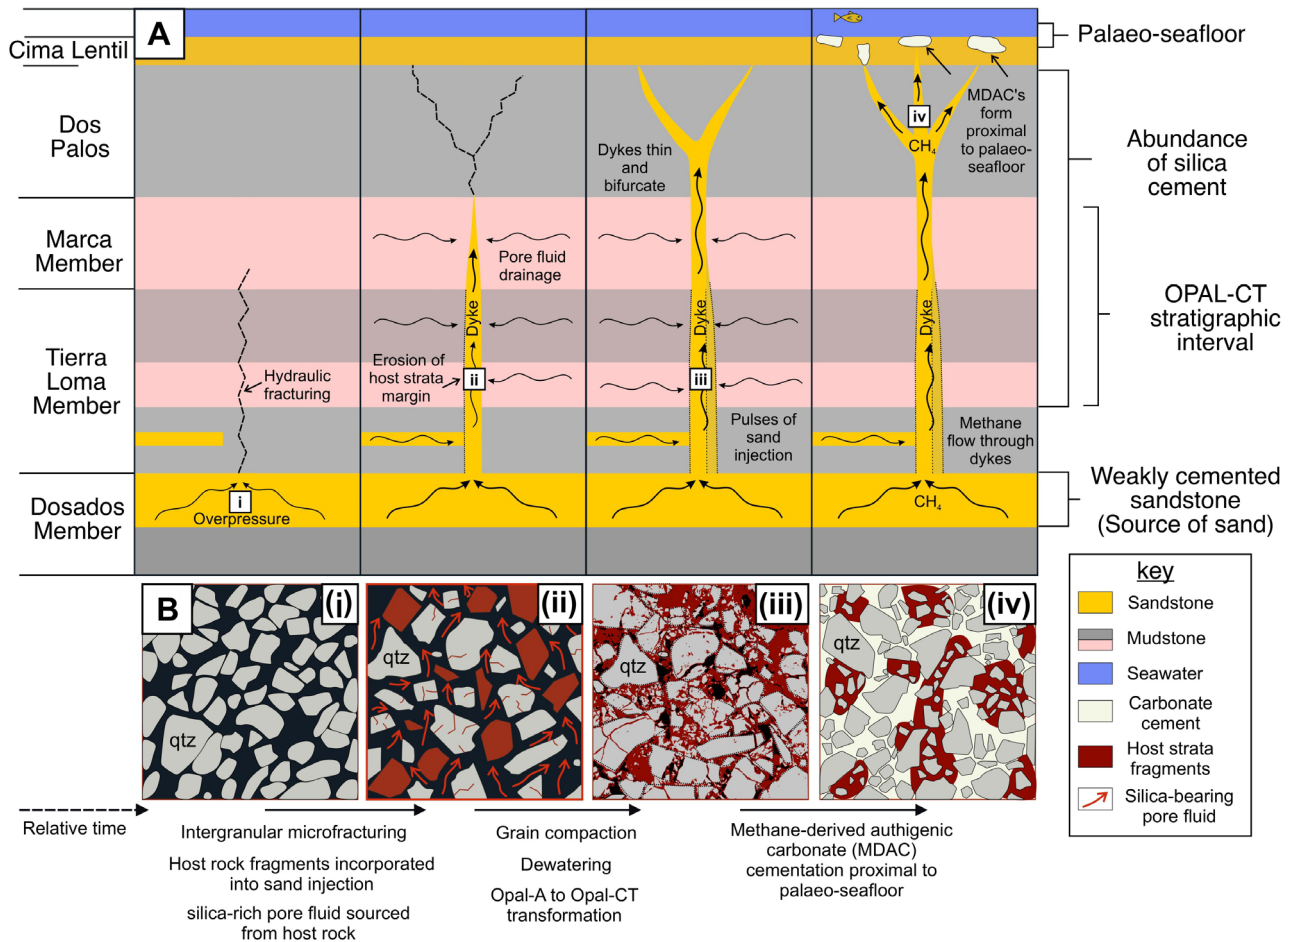 A
Cima Lentil
Dos
Palos
Marca
Member
Tierra
Loma
Member
Dosados
Member
Hydraulic
fracturing
i
Overpressure
Pore fluid
drainage
Dyke
Erosion of
host strata
margin
ii
Dykes thin
and
bifurcate
Dyke
iii
Pulses of
sand
injection
MDAC's
form
proximal
to palaeo-
seafloor
iv
CH₄
Dyke
Methane
flow through
dykes
CH₄
Palaeo-seafloor
Abundance
of silica
cement
OPAL-CT
stratigraphic
interval
Weakly cemented
sandstone
(Source of sand)
B
(i)
qtz
(ii)
qtz
(iii)
qtz
(iv)
qtz
key
Sandstone
Mudstone
Seawater
Carbonate
cement
Host strata
fragments
Silica-bearing
pore fluid
Relative time
Intergranular microfracturing
Host rock fragments incorporated
into sand injection
silica-rich pore fluid sourced
from host rock
Grain compaction
Dewatering
Opal-A to Opal-CT
transformation
Methane-derived authigenic
carbonate (MDAC)
cementation proximal to
palaeo-seafloor